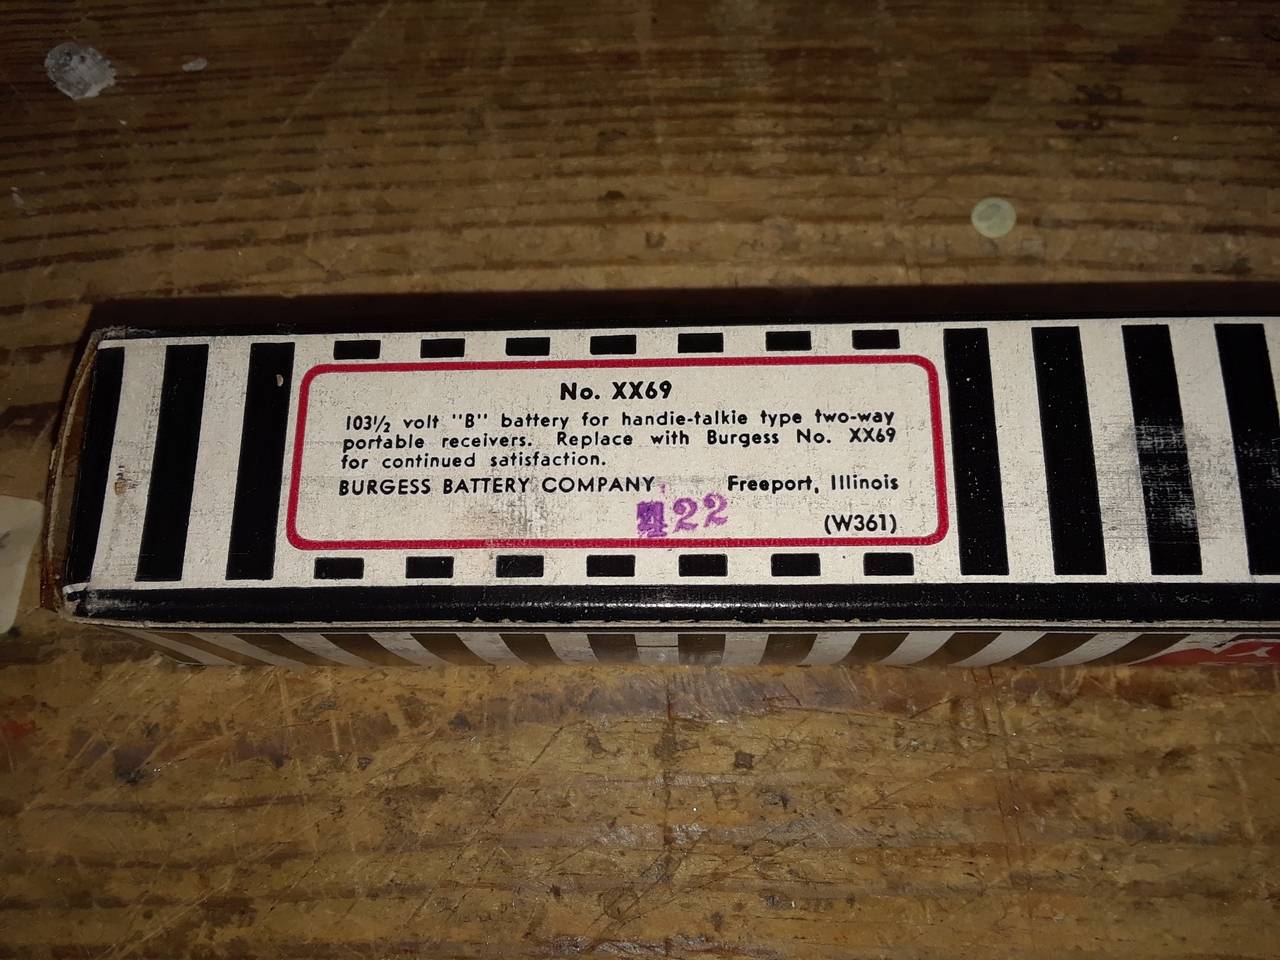 No. XX69
103½ volt "B" battery for handie-talkie type two-way
portable receivers. Replace with Burgess No. XX69
for continued satisfaction.
BURGESS BATTERY COMPANY Freeport, Illinois
22
(W361)